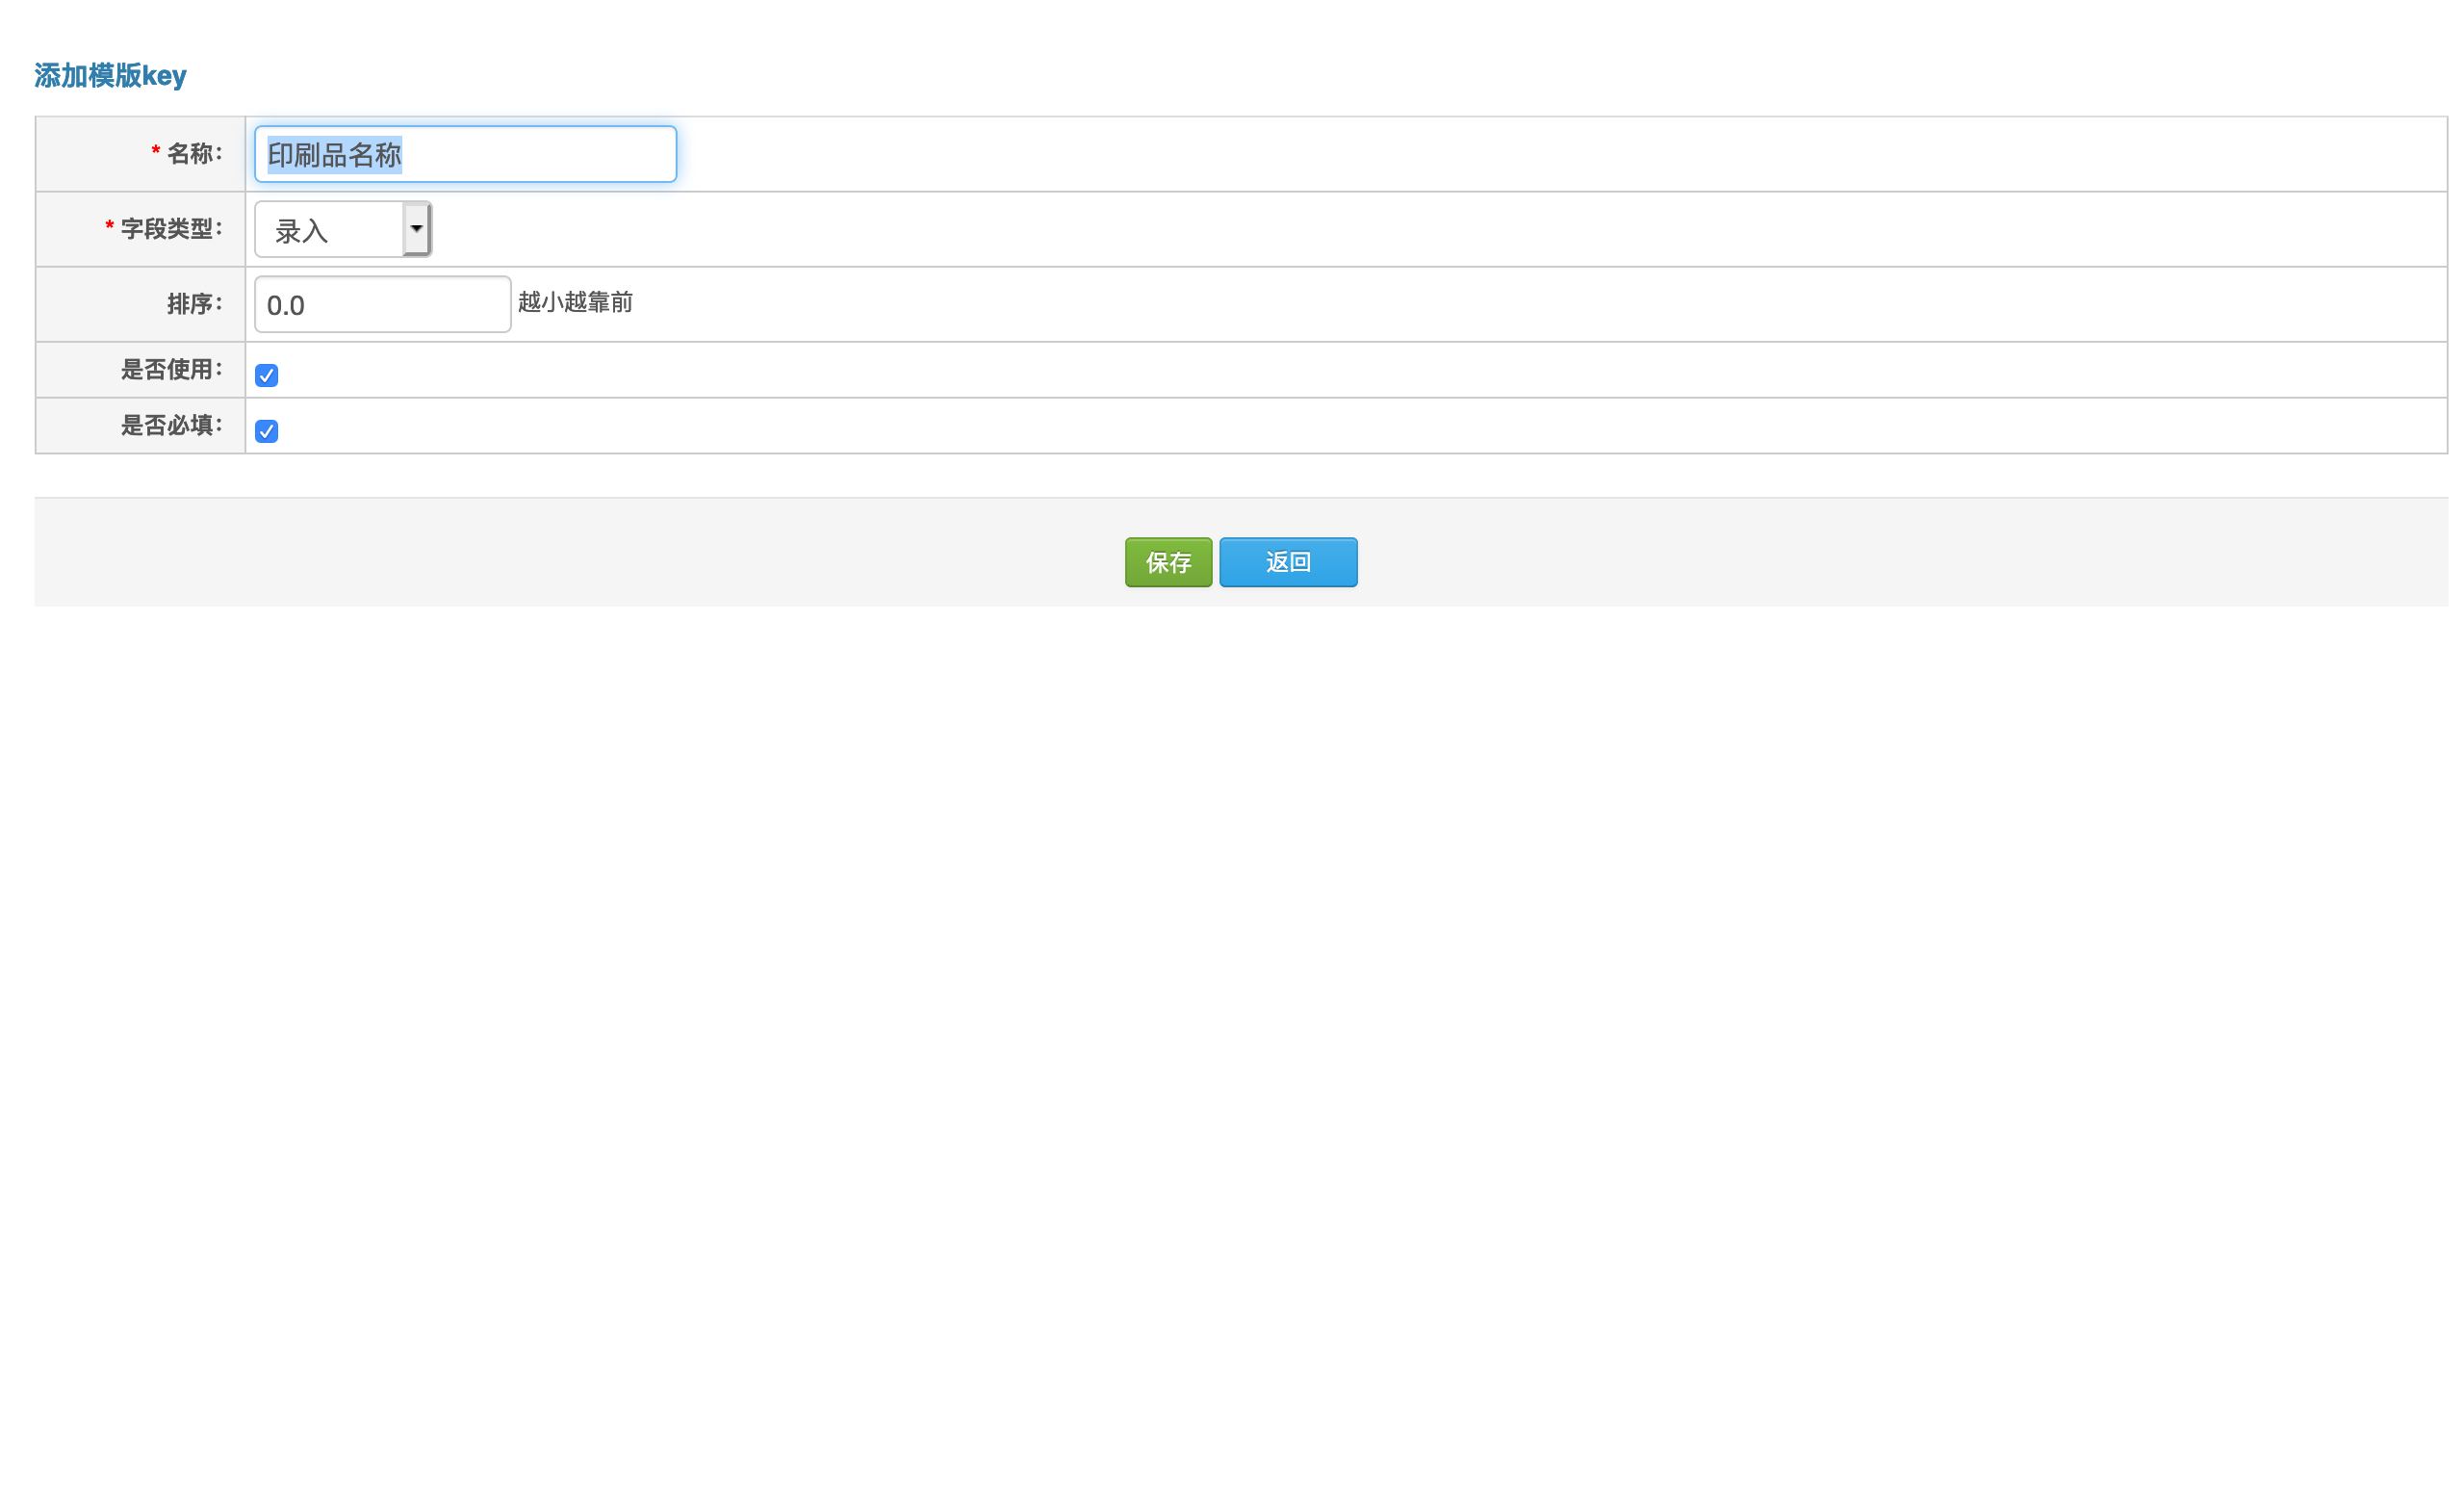 添加模版key
* 名称： 印刷品名称
* 字段类型： 录入
排序： 0.0 越小越靠前
是否使用：
是否必填：
保存 返回